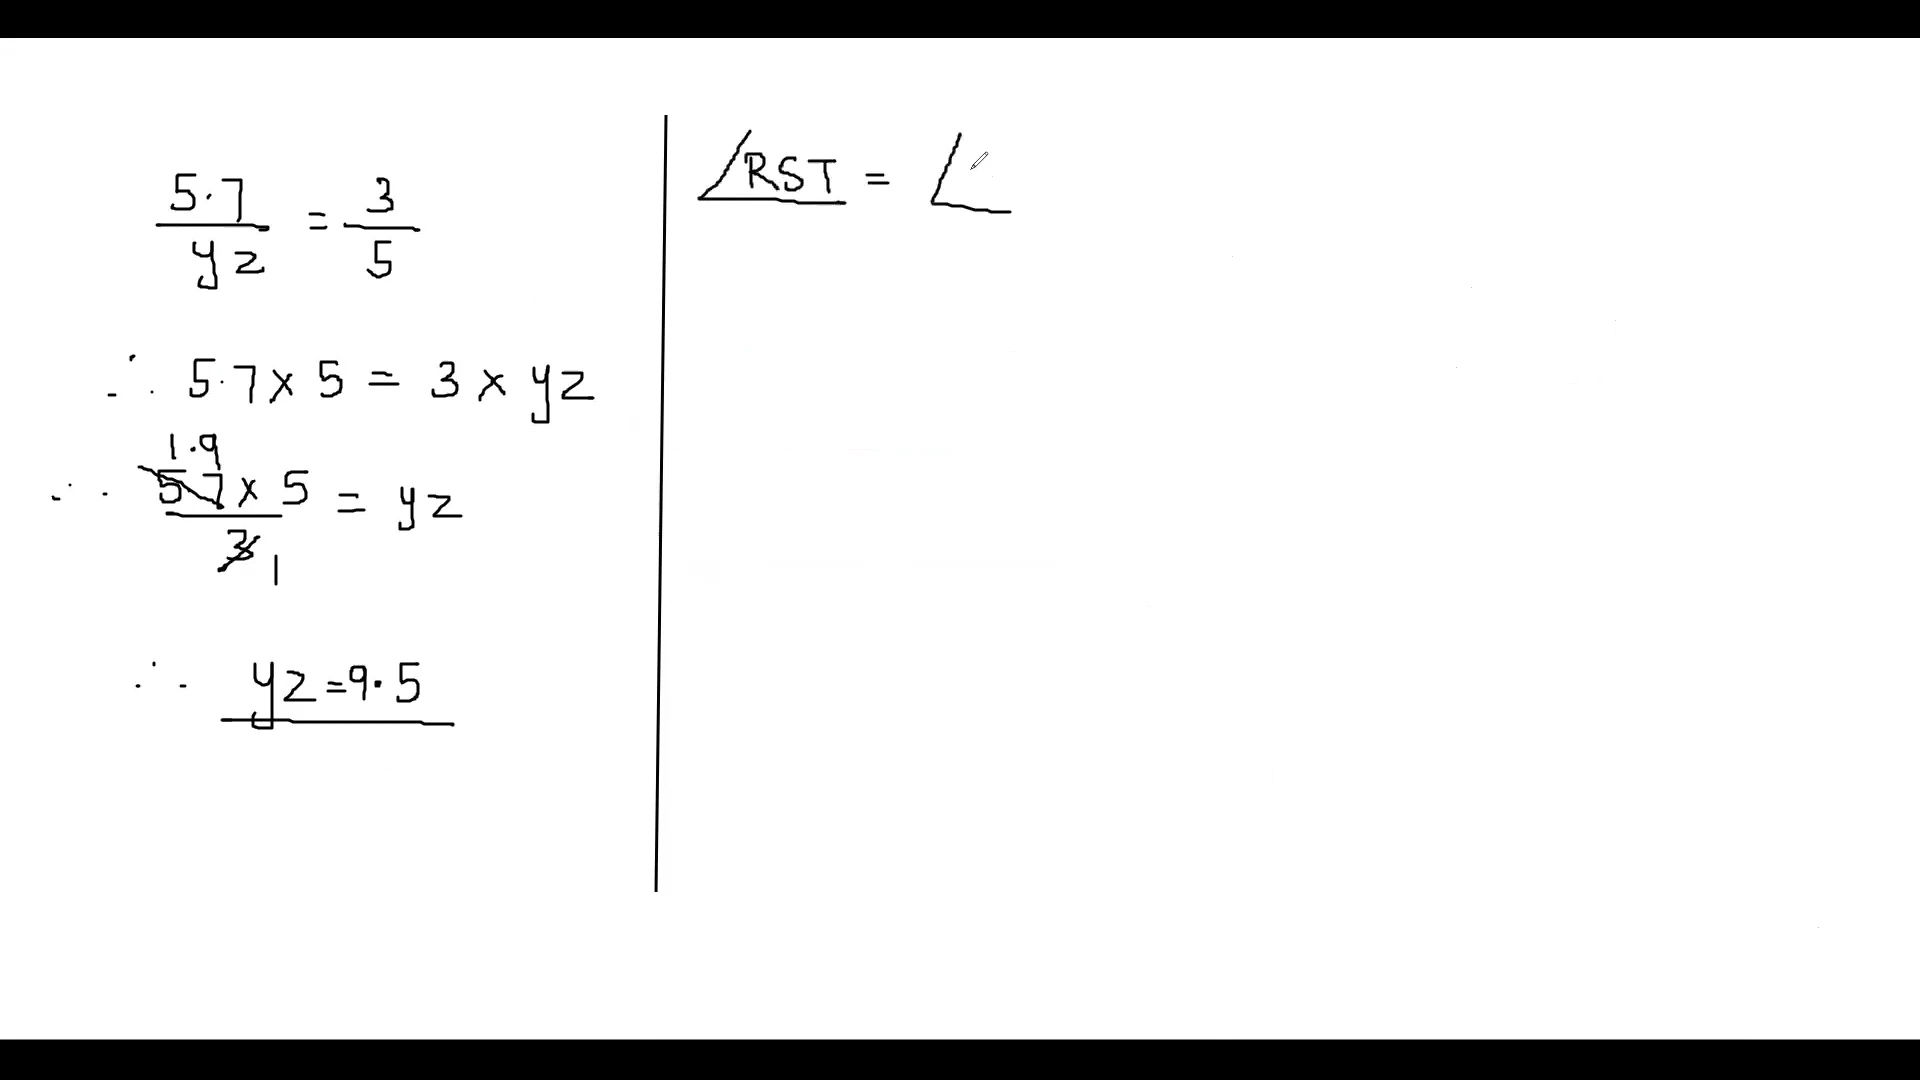 5.7 / yz = 3 / 5
∴ 5.7 x 5 = 3 x yz
1.9
∴ 5 7 x 5 / 3 1 = yz
∴ yz = 9.5
∠RST = ∠